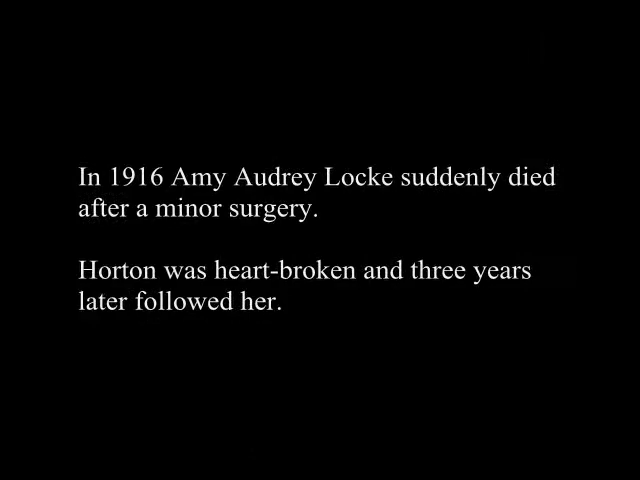 In 1916 Amy Audrey Locke suddenly died
after a minor surgery.
Horton was heart-broken and three years
later followed her.